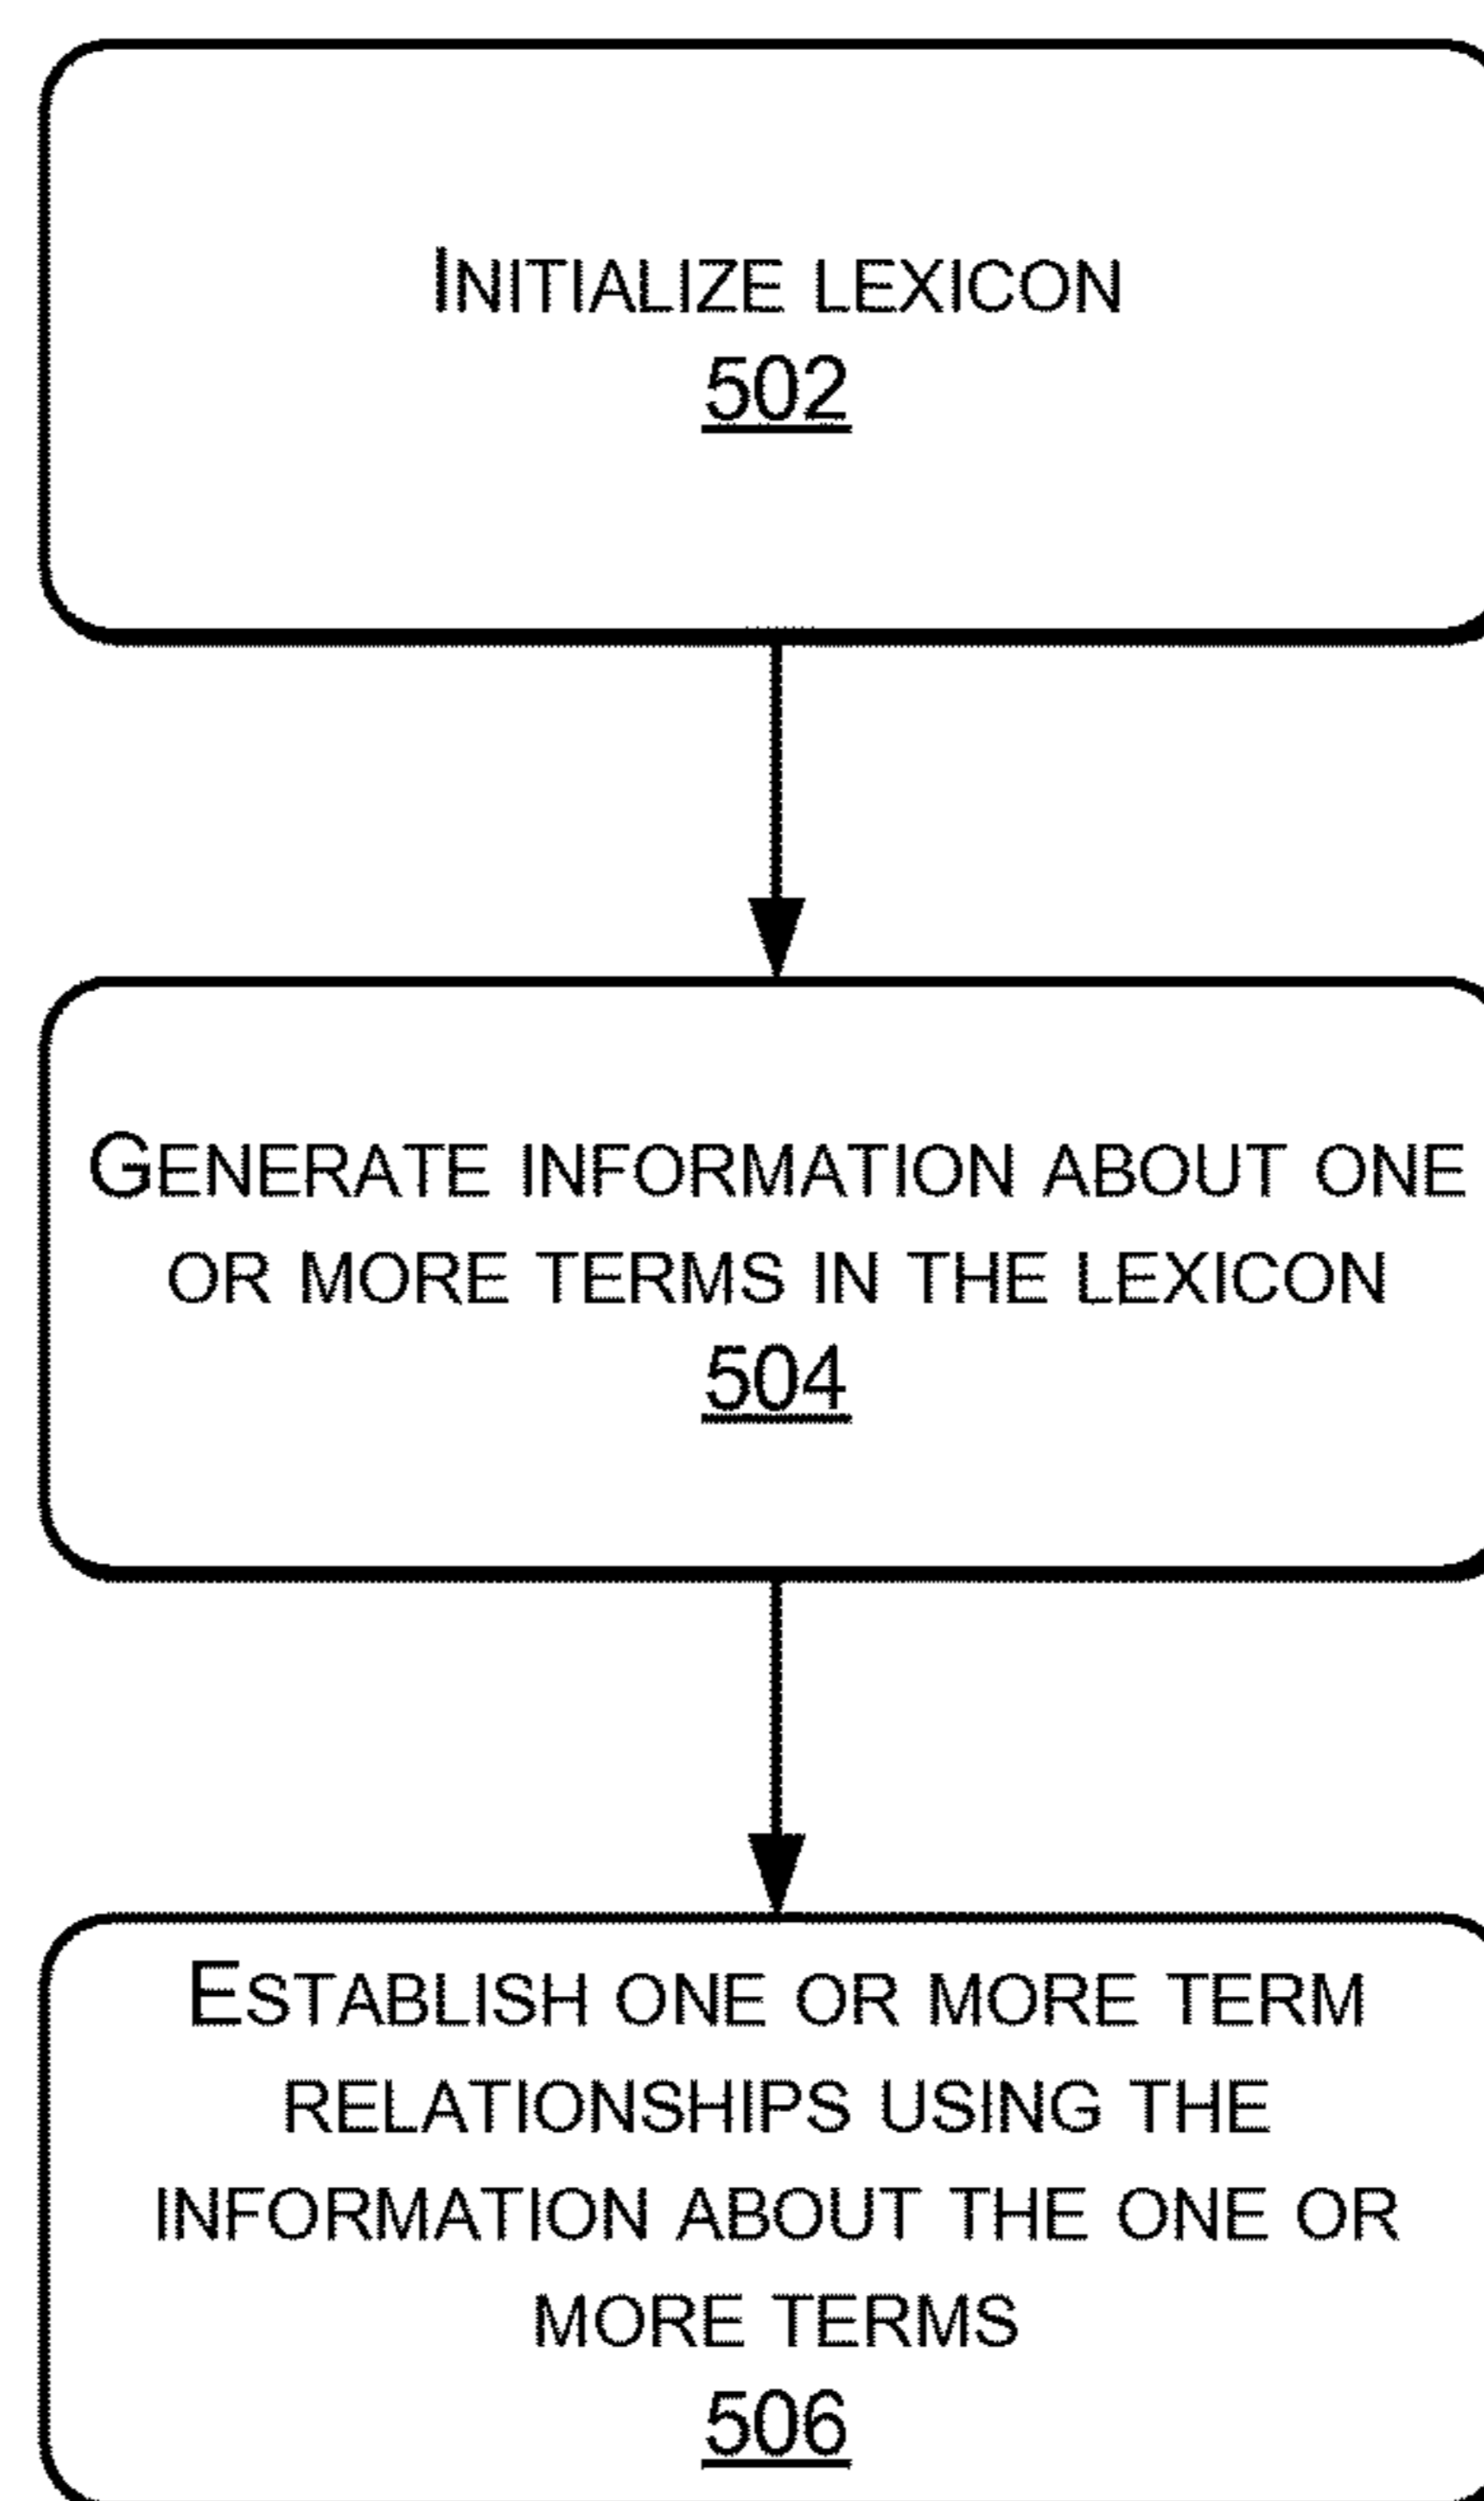 INITIALIZE LEXICON
502
GENERATE INFORMATION ABOUT ONE
OR MORE TERMS IN THE LEXICON
504
ESTABLISH ONE OR MORE TERM
RELATIONSHIPS USING THE
INFORMATION ABOUT THE ONE OR
MORE TERMS
506